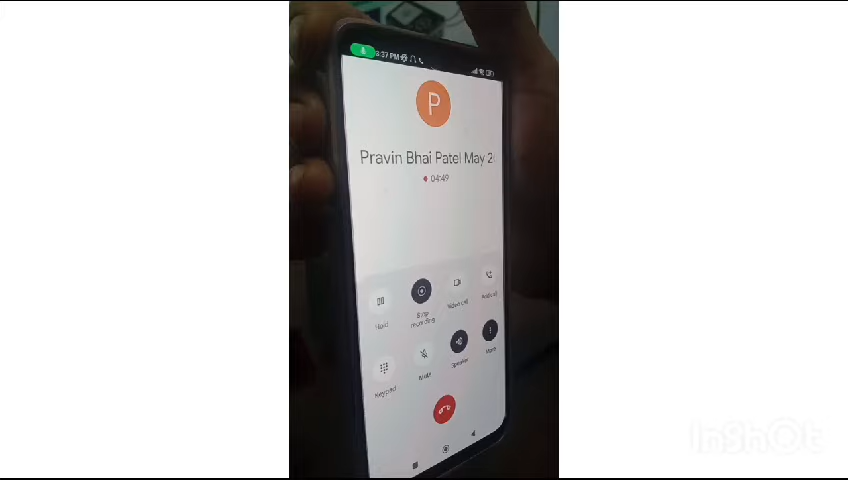 8:37 PM
P
Pravin Bhai Patel May 2
04:49
Hold
Stop recording
Video call
Add call
Keypad
Mute
Speaker
More
InShOt